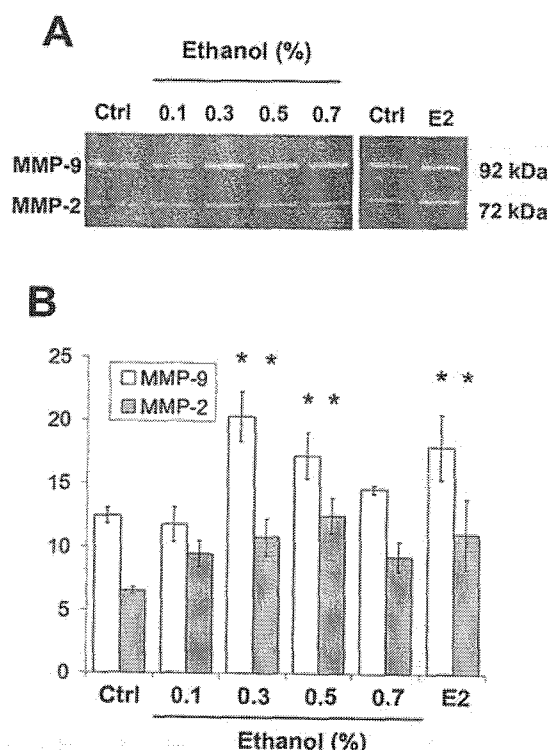 A
Ethanol (%)
Ctrl 0.1 0.3 0.5 0.7 Ctrl E2
MMP-9 92 kDa
MMP-2 72 kDa
B
25
* * * * * *
MMP-9
MMP-2
20
15
10
5
0
Ctrl 0.1 0.3 0.5 0.7 E2
Ethanol (%)